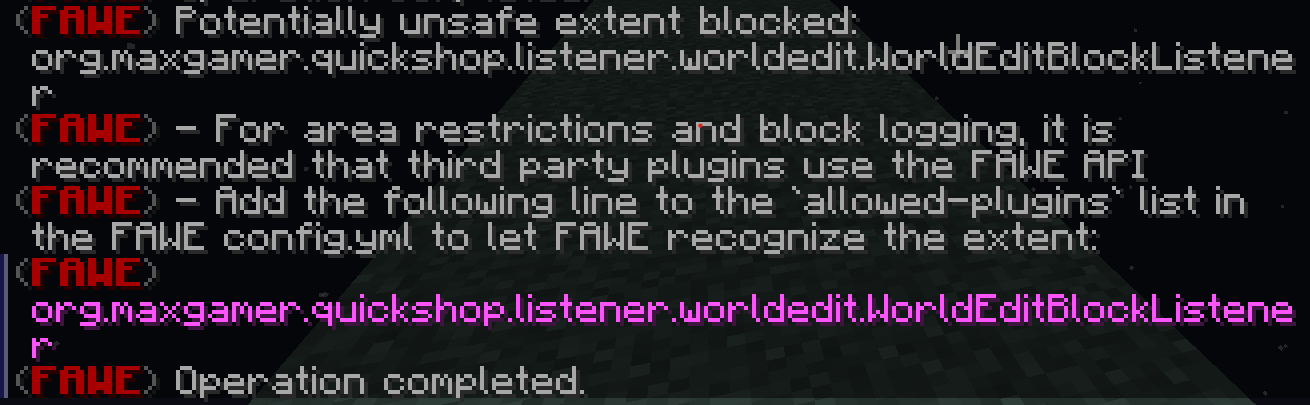 (FAWE) Potentially unsafe extent blocked:
org.maxgamer.quickshop.listener.worldedit.WorldEditBlockListene
r
(FAWE) - For area restrictions and block logging, it is
recommended that third party plugins use the FAWE API
(FAWE) - Add the following line to the `allowed-plugins` list in
the FAWE config.yml to let FAWE recognize the extent:
(FAWE)
org.maxgamer.quickshop.listener.worldedit.WorldEditBlockListene
r
(FAWE) Operation completed.